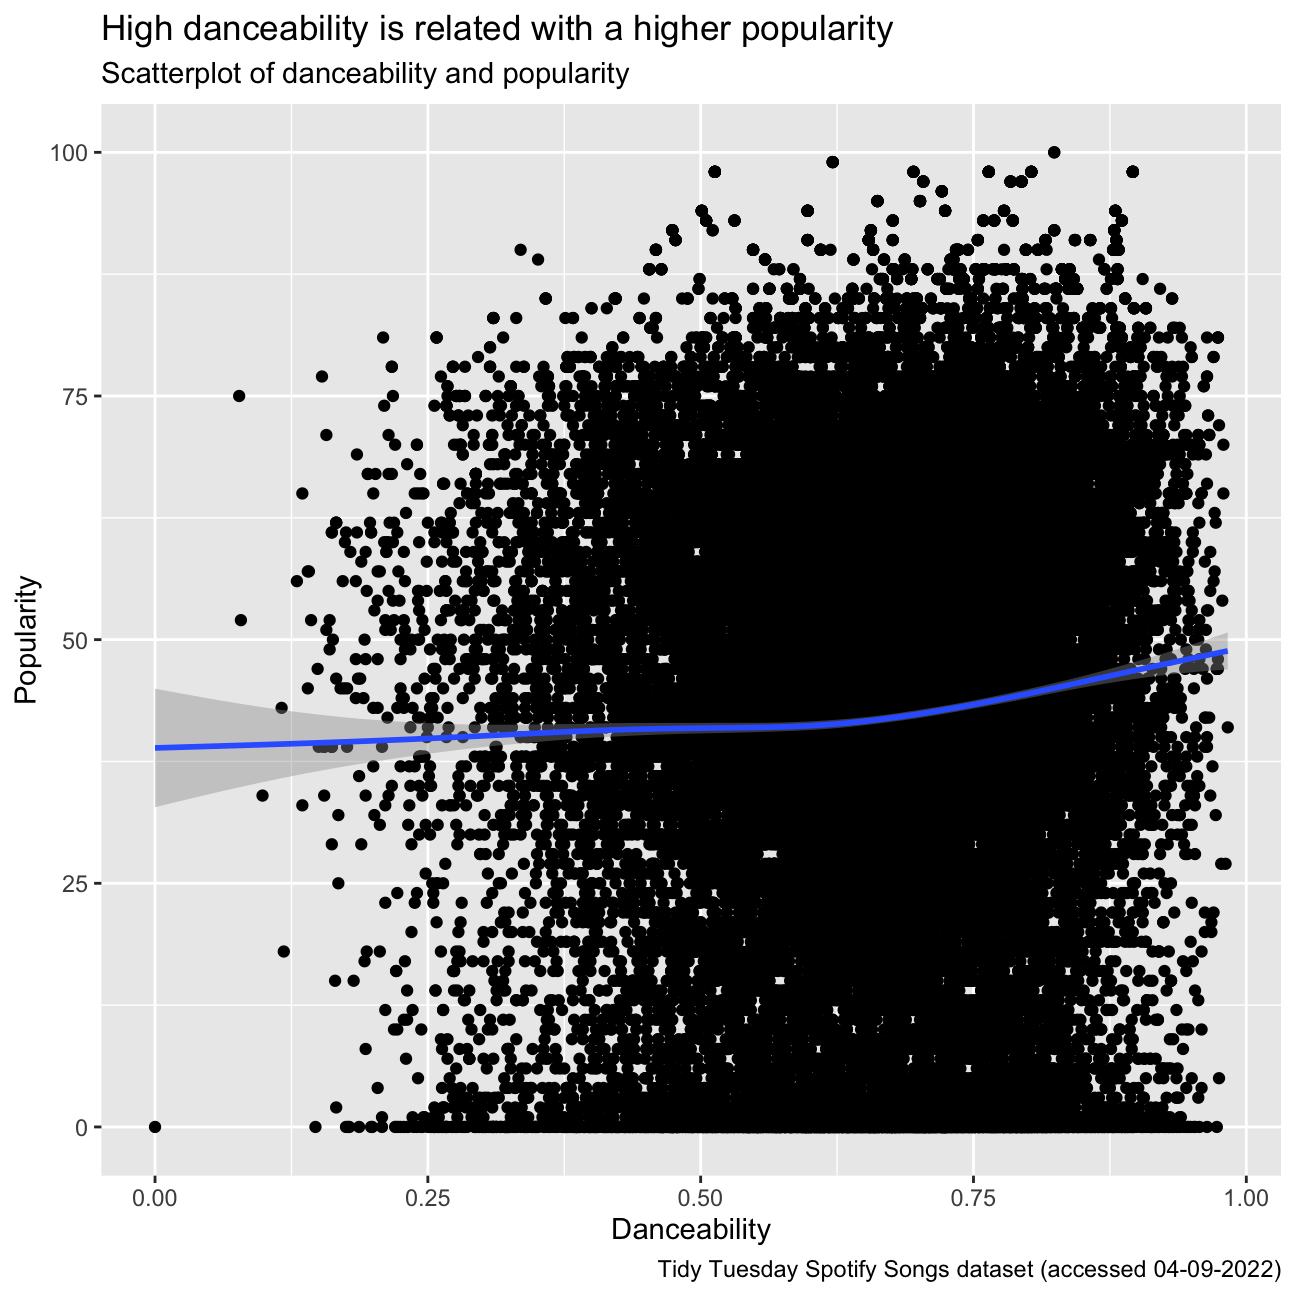 High danceability is related with a higher popularity
Scatterplot of danceability and popularity
100
75
50
25
0
Popularity
0.00 0.25 0.50 0.75 1.00
Danceability
Tidy Tuesday Spotify Songs dataset (accessed 04-09-2022)